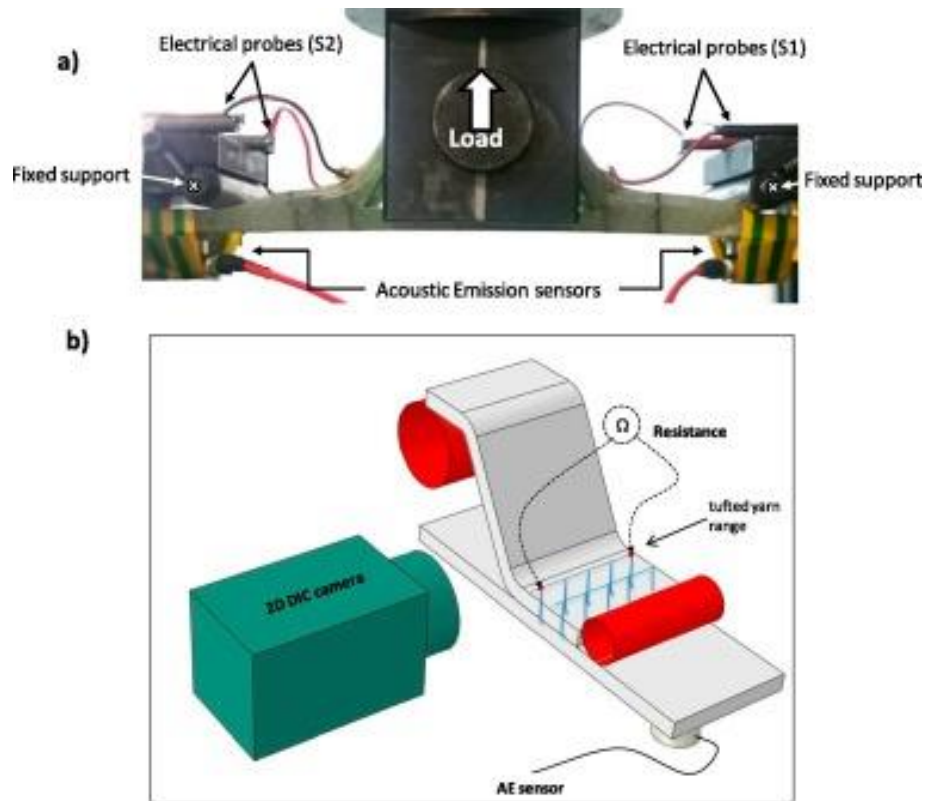 a)
Electrical probes (S2)
Electrical probes (S1)
Load
Fixed support
Fixed support
Acoustic Emission sensors
b)
Ω
Resistance
tufted yarn
range
2D DIC camera
AE sensor